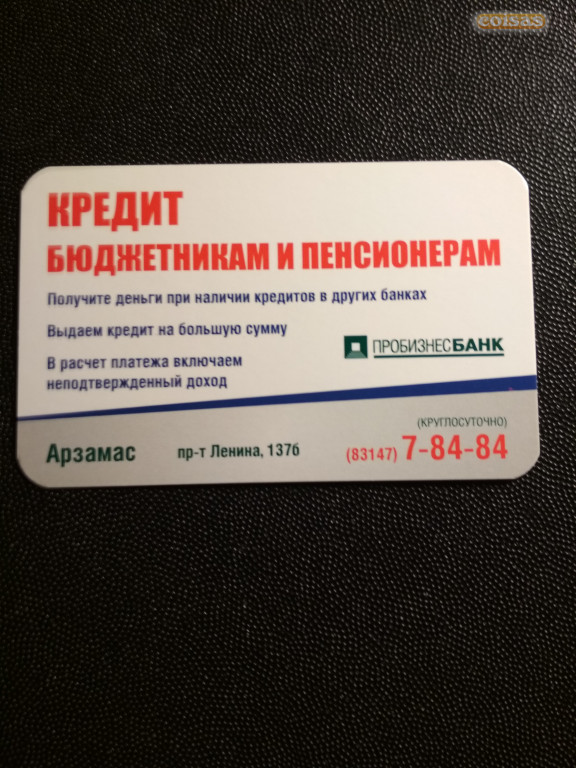 coisas
КРЕДИТ
БЮДЖЕТНИКАМ И ПЕНСИОНЕРАМ
Получите деньги при наличии кредитов в других банках
Выдаем кредит на большую сумму
В расчет платежа включаем
неподтвержденный доход
ПРОБИЗНЕСБАНК
(КРУГЛОСУТОЧНО)
Арзамас пр-т Ленина, 137б (83147) 7-84-84